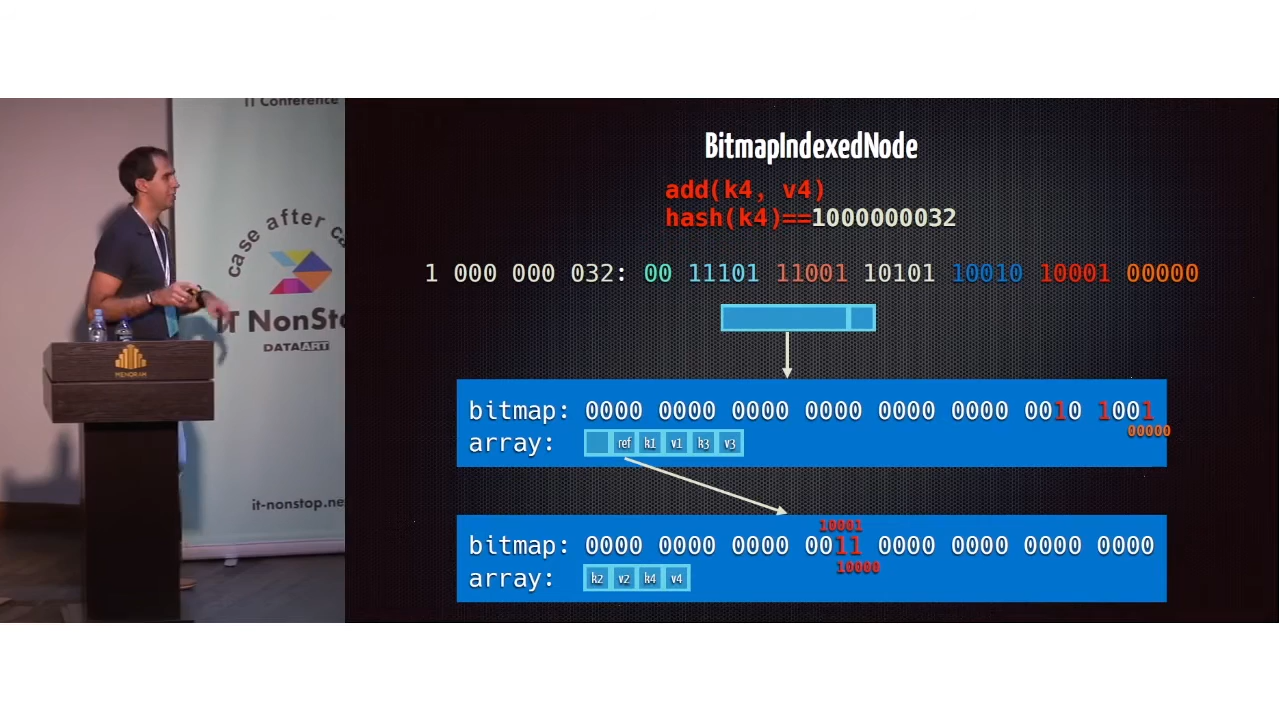 IT Conference
case after ca
IT NonSto
DATAART
MENORAH
it-nonstop.ne
BitmapIndexedNode
add(k4, v4)
hash(k4)==1000000032
1 000 000 032: 00 11101 11001 10101 10010 10001 00000
bitmap: 0000 0000 0000 0000 0000 0000 0010 1001
00000
array: ref k1 v1 k3 v3
10001
bitmap: 0000 0000 0000 0011 0000 0000 0000 0000
10000
array: k2 v2 k4 v4